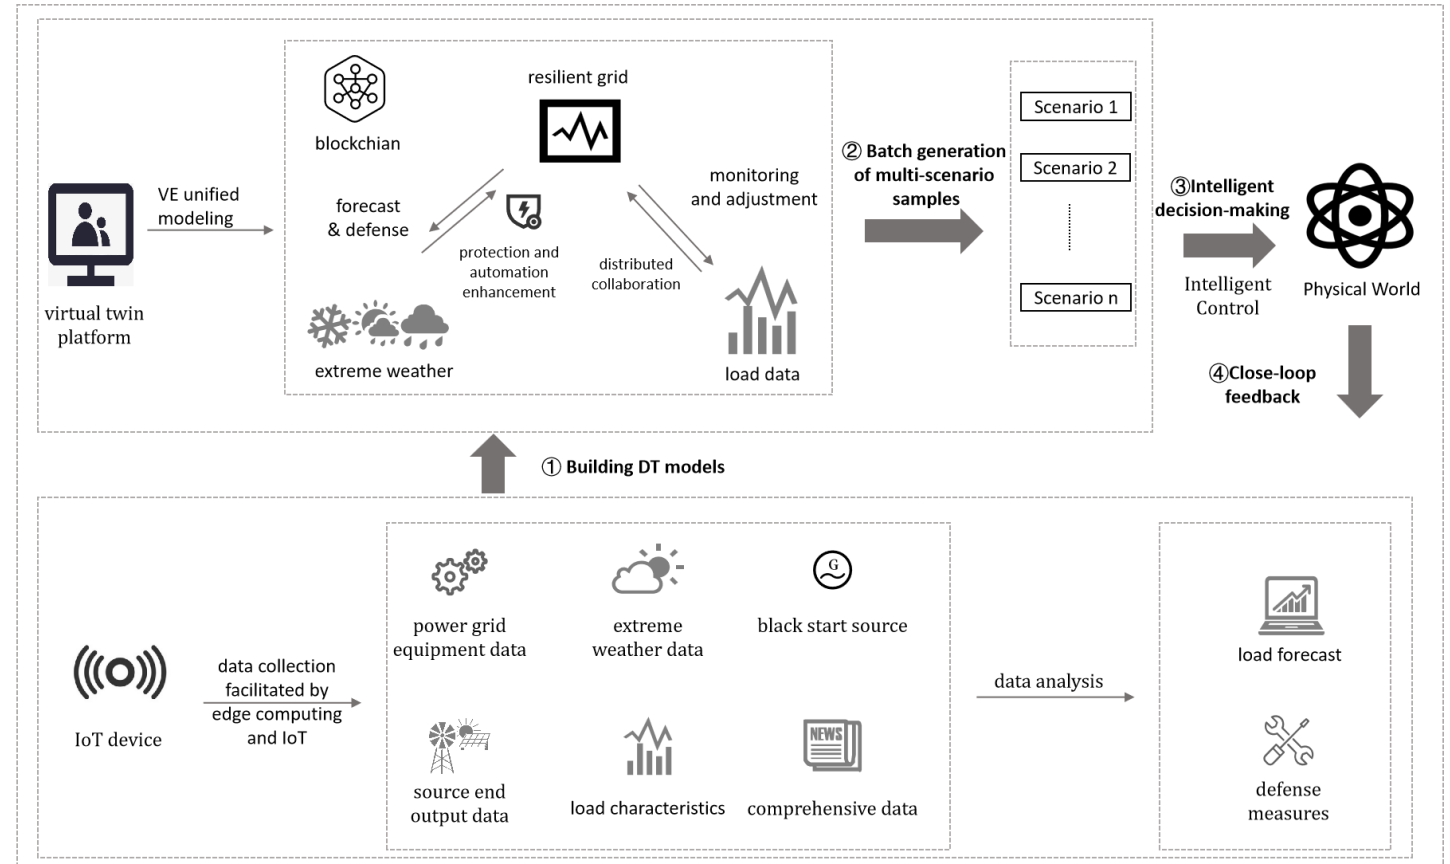 resilient grid
blockchian
VE unified
modeling
virtual twin
platform
forecast
& defense
protection and
automation
enhancement
monitoring
and adjustment
distributed
collaboration
extreme weather
load data
② Batch generation
of multi-scenario
samples
Scenario 1
Scenario 2
Scenario n
③Intelligent
decision-making
Intelligent
Control
Physical World
④Close-loop
feedback
① Building DT models
IoT device
data collection
facilitated by
edge computing
and IoT
power grid
equipment data
extreme
weather data
G
black start source
source end
output data
load characteristics
NEWS
comprehensive data
data analysis
load forecast
defense
measures